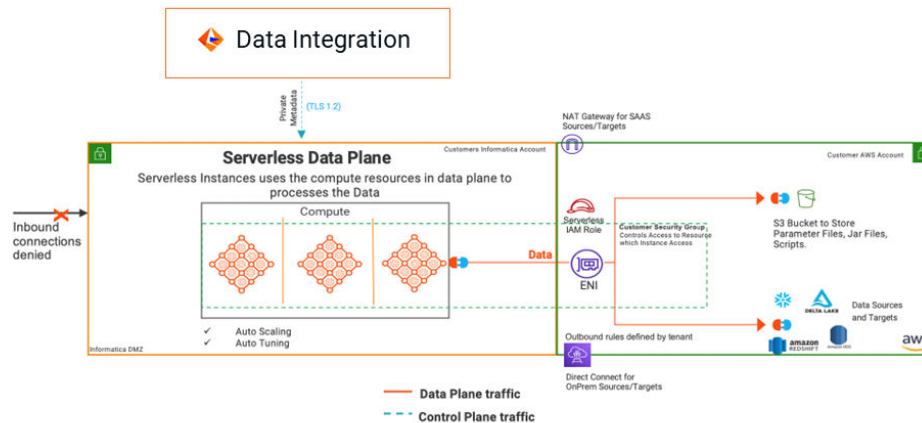 Data Integration
Private
Metadata
(TLS 1.2)
NAT Gateway for SAAS
Sources/Targets
Serverless Data Plane
Customers Informatica Account
Customer AWS Account
Serverless Instances uses the compute resources in data plane to
processes the Data
Compute
Inbound
connections
denied
Serverless
IAM Role
Customer Security Group
Controls Access to Resource
which Instance Access
S3 Bucket to Store
Parameter Files, Jar Files,
Scripts.
Data
ENI
DELTA LAKE
Data Sources
and Targets
✓ Auto Scaling
✓ Auto Tuning
Outbound rules defined by tenant
amazon
REDSHIFT
Amazon RDS
aws
Informatica DMZ
Direct Connect for
OnPrem Sources/Targets
Data Plane traffic
Control Plane traffic